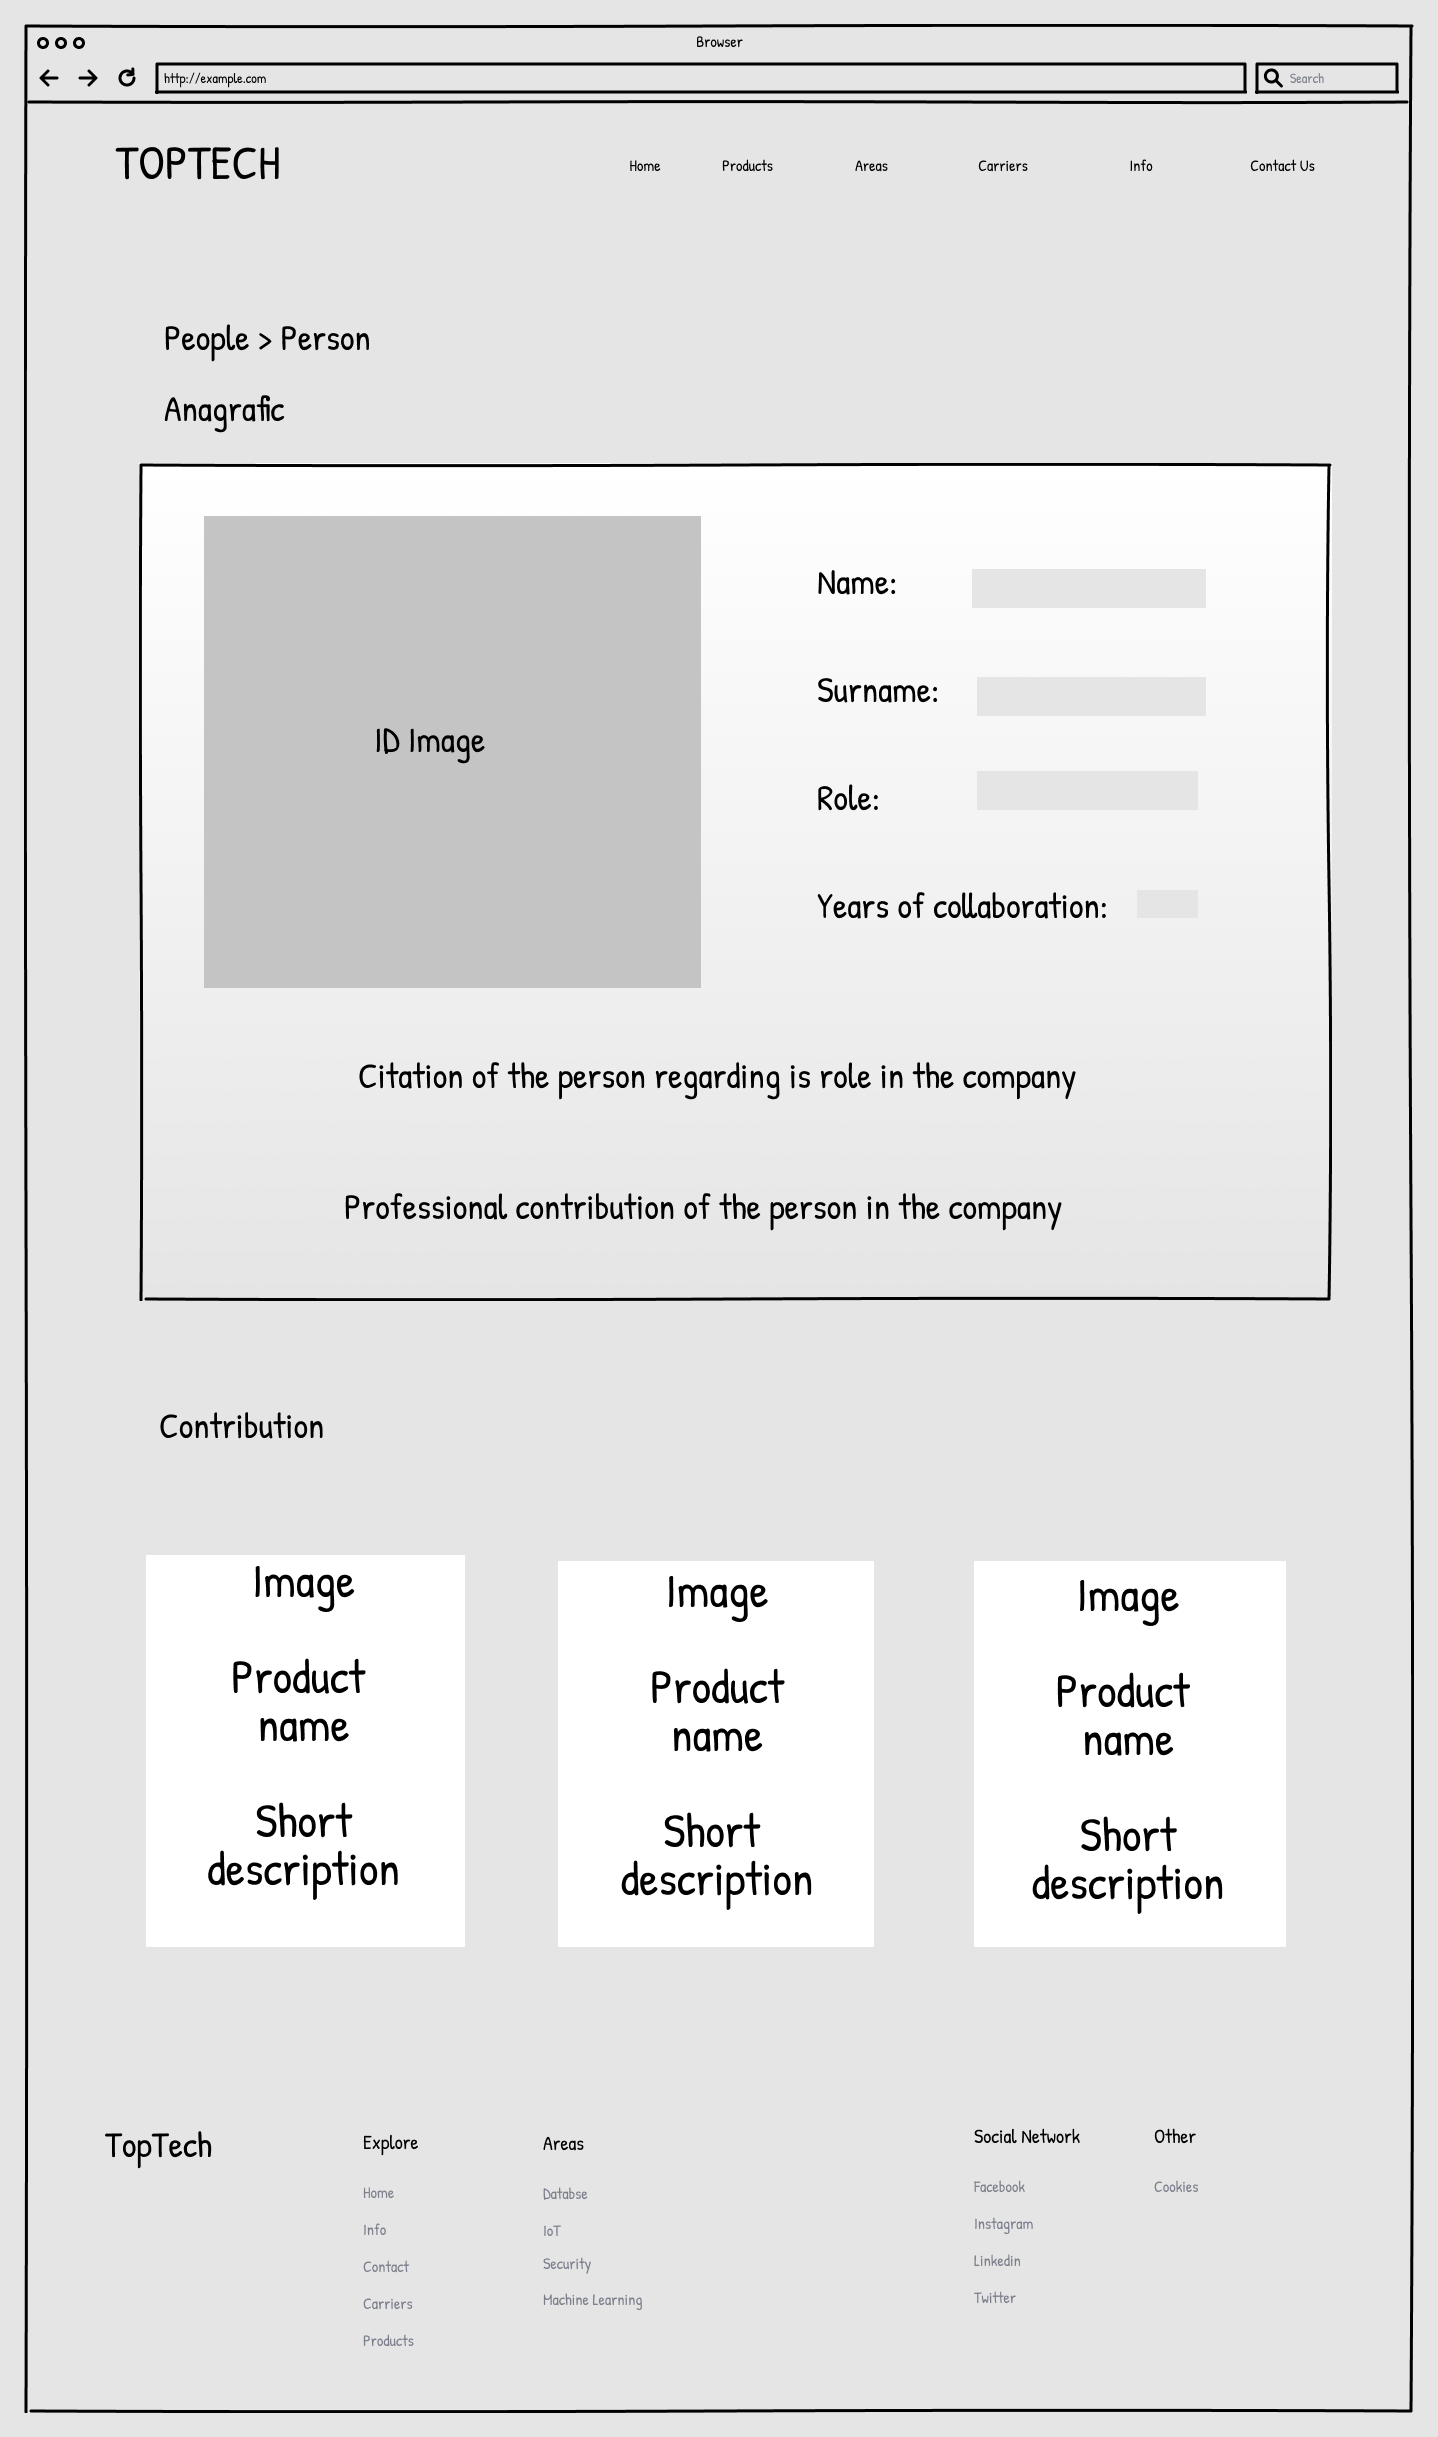 Browser
http://example.com
Search
TOPTECH
Home Products Areas Carriers Info Contact Us
People > Person
Anagrafic
ID Image
Name:
Surname:
Role:
Years of collaboration:
Citation of the person regarding is role in the company
Professional contribution of the person in the company
Contribution
Image
Product
name
Short
description
Image
Product
name
Short
description
Image
Product
name
Short
description
TopTech
Explore
Home
Info
Contact
Carriers
Products
Areas
Databse
IoT
Security
Machine Learning
Social Network
Facebook
Instagram
Linkedin
Twitter
Other
Cookies